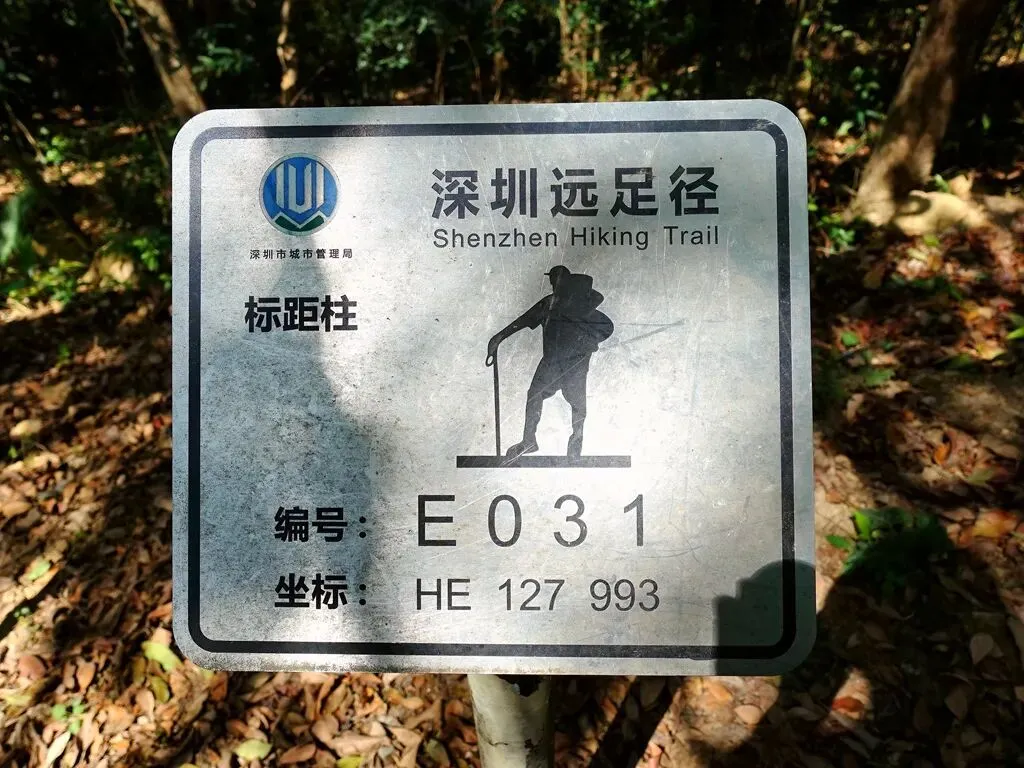 深圳市城市管理局
深圳远足径
Shenzhen Hiking Trail
标距柱
编号： E031
坐标： HE 127 993